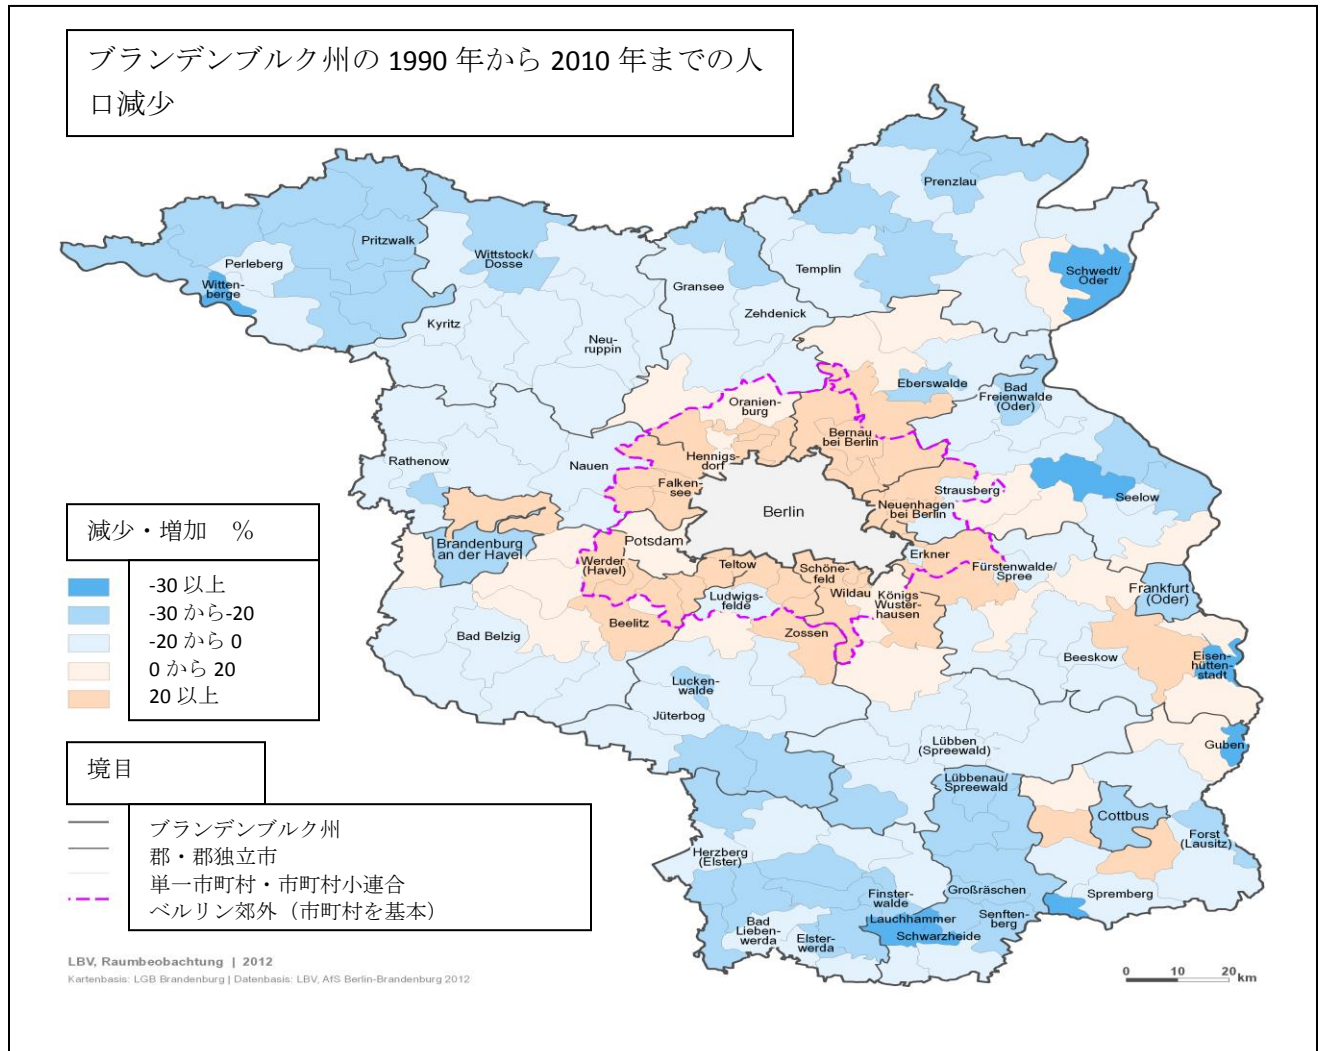 ブランデンブルク州の 1990 年から 2010 年までの人
口減少
Prenzlau
Pritzwalk
Wittstock/
Dosse
Perleberg
Witten-
berge
Templin
Schwedt/
Oder
Gransee
Zehdenick
Kyritz
Neu-
ruppin
Eberswalde
Bad
Freienwalde
(Oder)
Oranien-
burg
Bernau
bei Berlin
Hennigs-
dorf
Rathenow
Nauen
Falken-
see
Strausberg
Seelow
Neuenhagen
bei Berlin
Berlin
Brandenburg
an der Havel
Potsdam
Erkner
Werder
(Havel)
Teltow
Schöne-
feld
Fürstenwalde/
Spree
Wildau
Königs
Wuster-
hausen
Ludwigs-
felde
Frankfurt
(Oder)
Beelitz
Zossen
Bad Belzig
Beeskow
Eisen-
hütten-
stadt
Lucken-
walde
Jüterbog
Lübben
(Spreewald)
Guben
Lübbenau/
Spreewald
Cottbus
Forst
(Lausitz)
Herzberg
(Elster)
Finster-
walde
Großräschen
Spremberg
Lauchhammer
Senften-
berg
Bad
Lieben-
werda
Elster-
werda
Schwarzheide
減少・増加 %
-30 以上
-30 から-20
-20 から 0
0 から 20
20 以上
境目
ブランデンブルク州
郡・郡独立市
単一市町村・市町村小連合
ベルリン郊外（市町村を基本）
LBV, Raumbeobachtung | 2012
Kartenbasis: LGB Brandenburg | Datenbasis: LBV, AfS Berlin-Brandenburg 2012
0 10 20 km